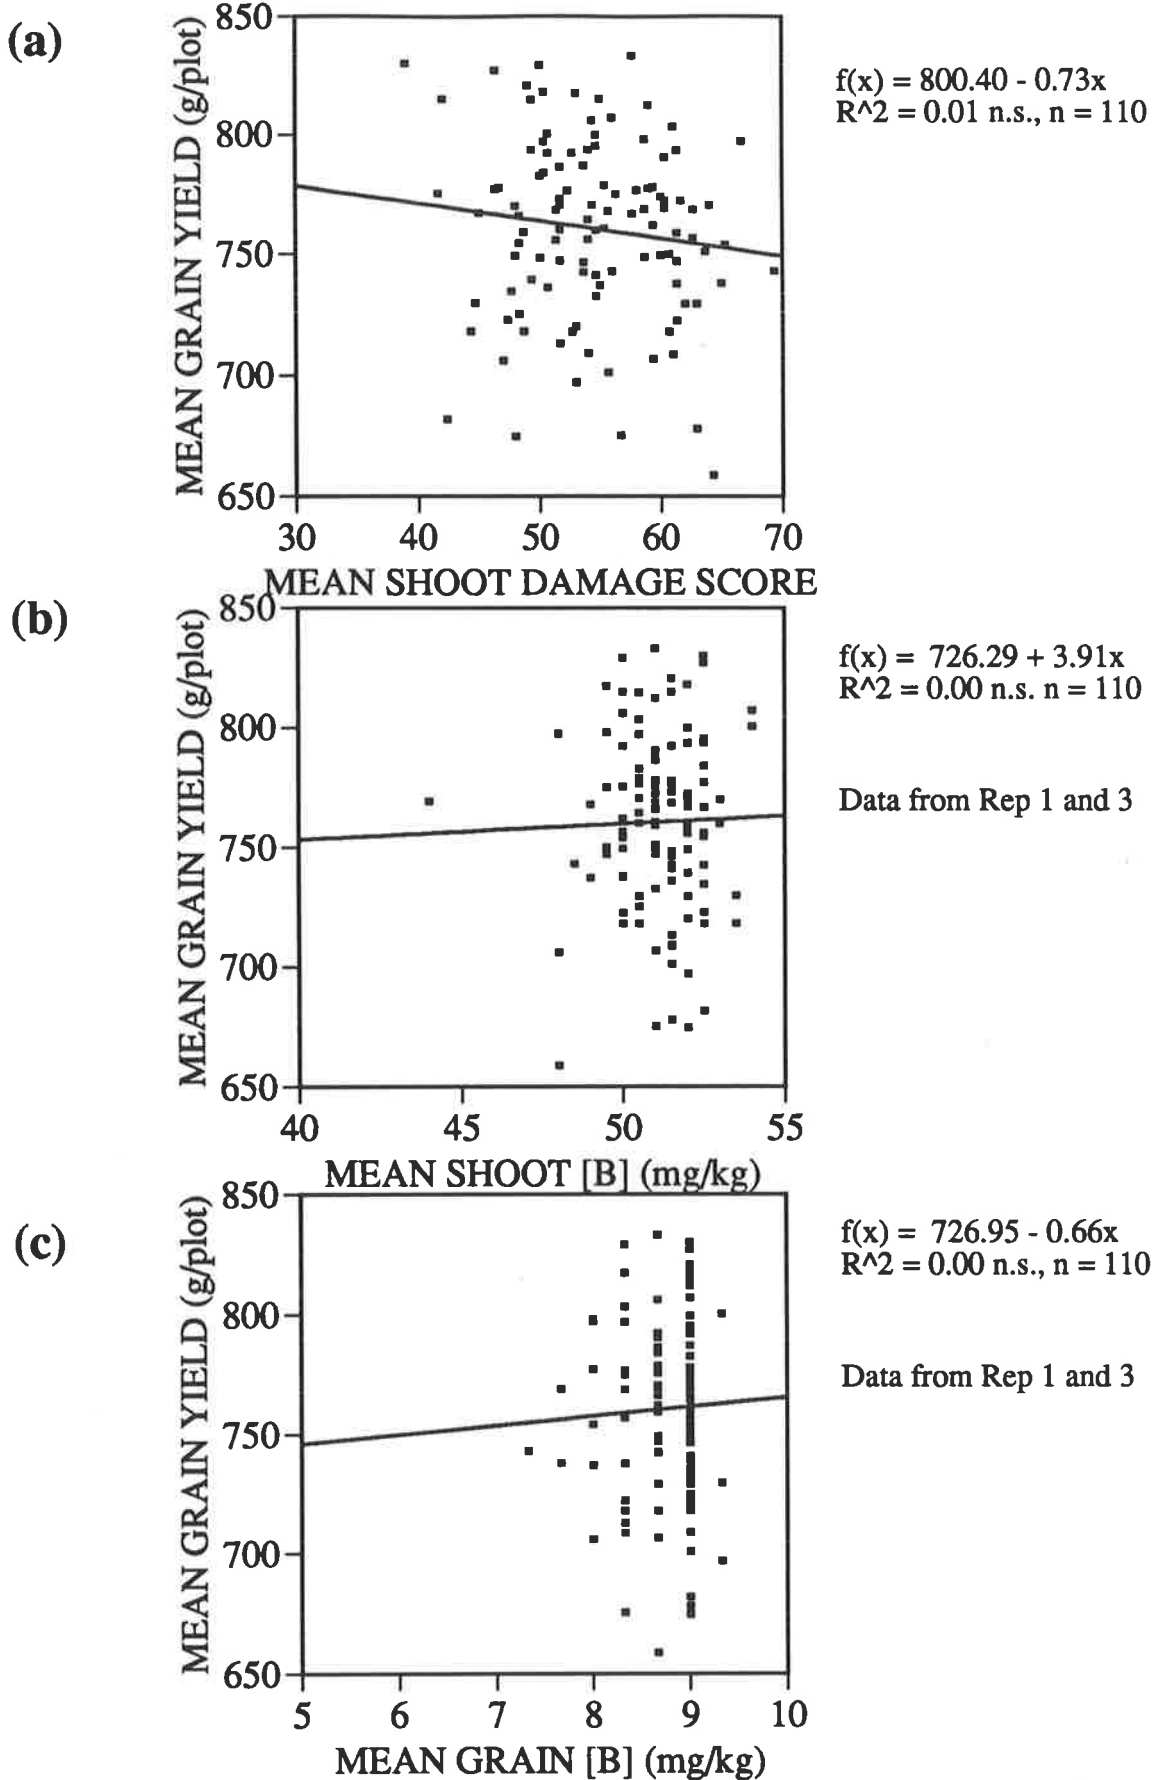 (a)
MEAN GRAIN YIELD (g/plot)
850
800
750
700
650
30 40 50 60 70
MEAN SHOOT DAMAGE SCORE
f(x) = 800.40 - 0.73x
R^2 = 0.01 n.s., n = 110
(b)
MEAN GRAIN YIELD (g/plot)
850
800
750
700
650
40 45 50 55
MEAN SHOOT [B] (mg/kg)
f(x) = 726.29 + 3.91x
R^2 = 0.00 n.s. n = 110
Data from Rep 1 and 3
(c)
MEAN GRAIN YIELD (g/plot)
850
800
750
700
650
5 6 7 8 9 10
MEAN GRAIN [B] (mg/kg)
f(x) = 726.95 - 0.66x
R^2 = 0.00 n.s., n = 110
Data from Rep 1 and 3